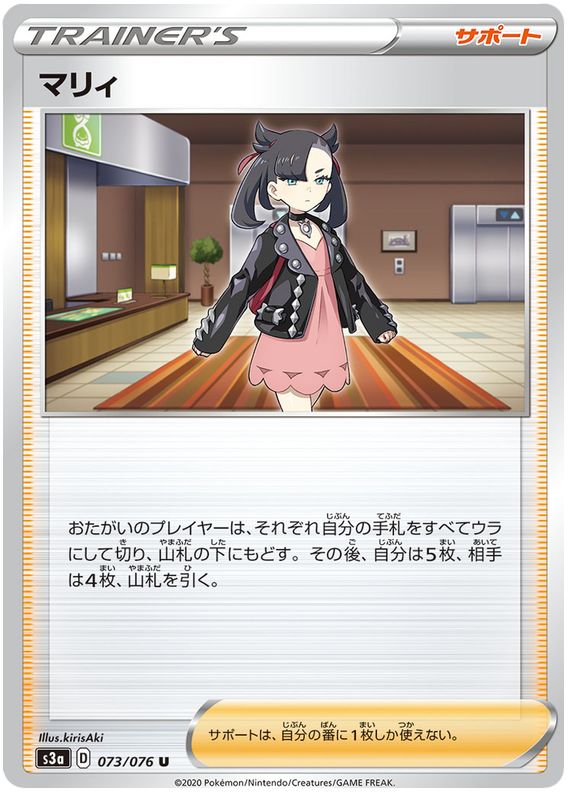 TRAINER'S サポート
マリィ
おたがいのプレイヤーは、それぞれ自分の手札をすべてウラ
にして切り、山札の下にもどす。その後、自分は5枚、相手
は4枚、山札を引く。
Illus.kirisAki
サポートは、自分の番に1枚しか使えない。
s3a D 073/076 U
©2020 Pokémon/Nintendo/Creatures/GAME FREAK.